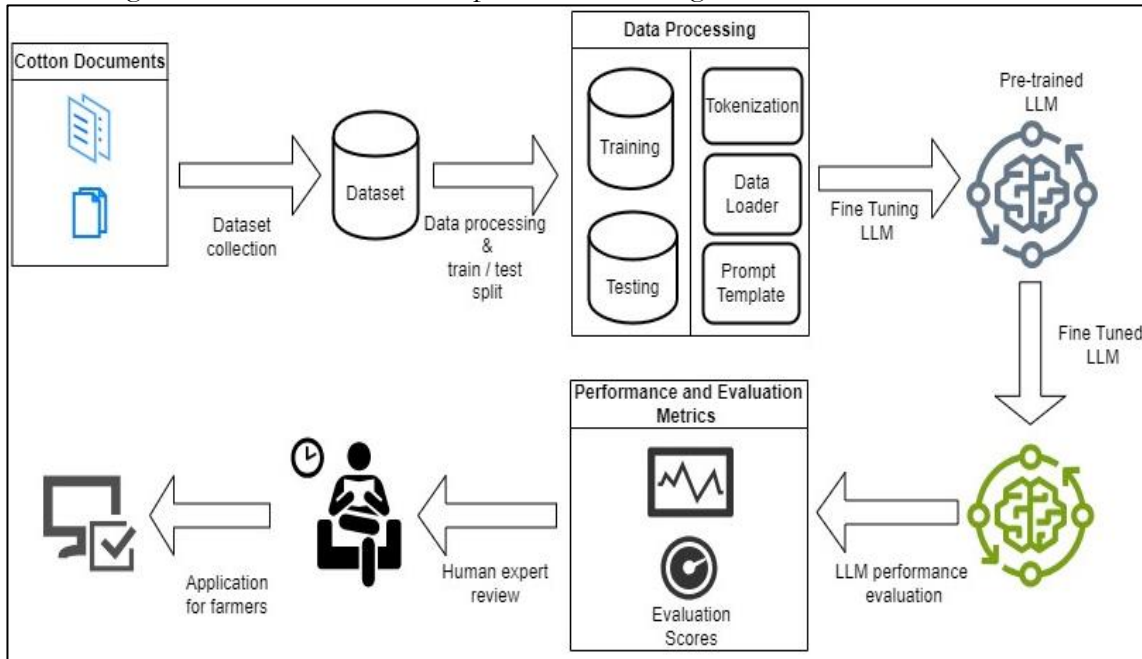 Cotton Documents
Dataset
collection
Dataset
Data processing
&
train / test
split
Data Processing
Training
Testing
Tokenization
Data
Loader
Prompt
Template
Fine Tuning
LLM
Pre-trained
LLM
Fine Tuned
LLM
LLM performance
evaluation
Performance and Evaluation
Metrics
Evaluation
Scores
Human expert
review
Application
for farmers